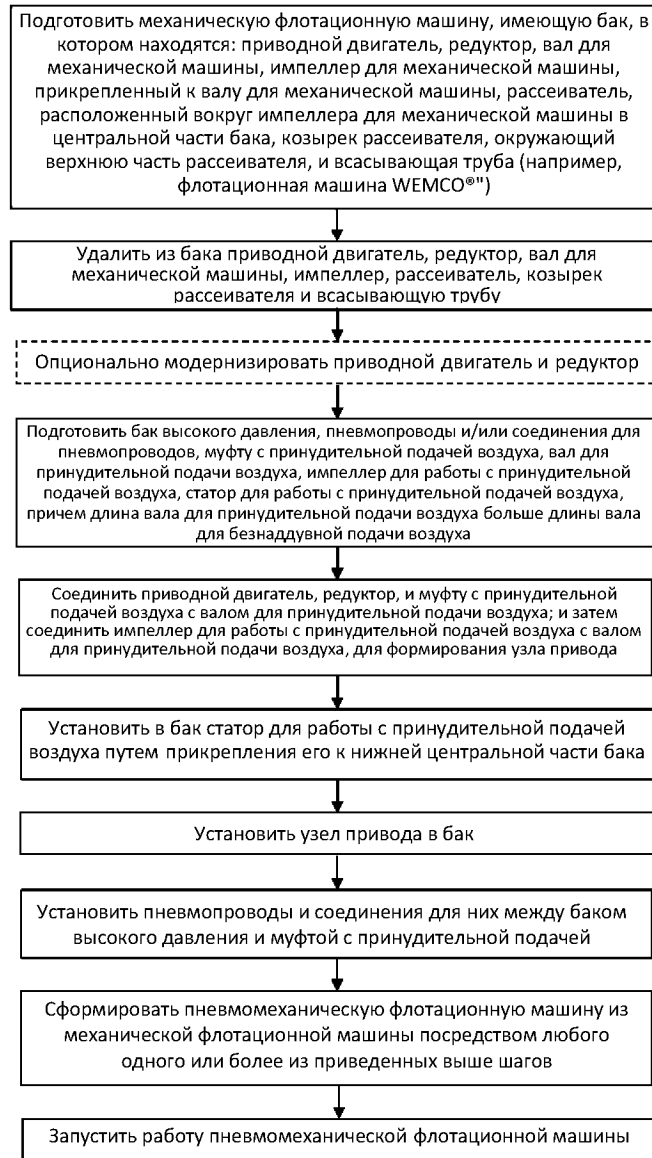 Подготовить механическую флотационную машину, имеющую бак, в
котором находятся: приводной двигатель, редуктор, вал для
механической машины, импеллер для механической машины,
прикрепленный к валу для механической машины, рассеиватель,
расположенный вокруг импеллера для механической машины в
центральной части бака, козырек рассеивателя, окружающий
верхнюю часть рассеивателя, и всасывающая труба (например,
флотационная машина WEMCO®")
Удалить из бака приводной двигатель, редуктор, вал для
механической машины, импеллер, рассеиватель, козырек
рассеивателя и всасывающую трубу
Опционально модернизировать приводной двигатель и редуктор
Подготовить бак высокого давления, пневмопроводы и/или соединения для
пневмопроводов, муфту с принудительной подачей воздуха, вал для
принудительной подачи воздуха, импеллер для работы с принудительной
подачей воздуха, статор для работы с принудительной подачей воздуха,
причем длина вала для принудительной подачи воздуха больше длины вала
для безнаддувной подачи воздуха
Соединить приводной двигатель, редуктор, и муфту с принудительной
подачей воздуха с валом для принудительной подачи воздуха; и затем
соединить импеллер для работы с принудительной подачей воздуха с валом
для принудительной подачи воздуха, для формирования узла привода
Установить в бак статор для работы с принудительной подачей
воздуха путем прикрепления его к нижней центральной части бака
Установить узел привода в бак
Установить пневмопроводы и соединения для них между баком
высокого давления и муфтой с принудительной подачей
Сформировать пневмомеханическую флотационную машину из
механической флотационной машины посредством любого
одного или более из приведенных выше шагов
Запустить работу пневмомеханической флотационной машины